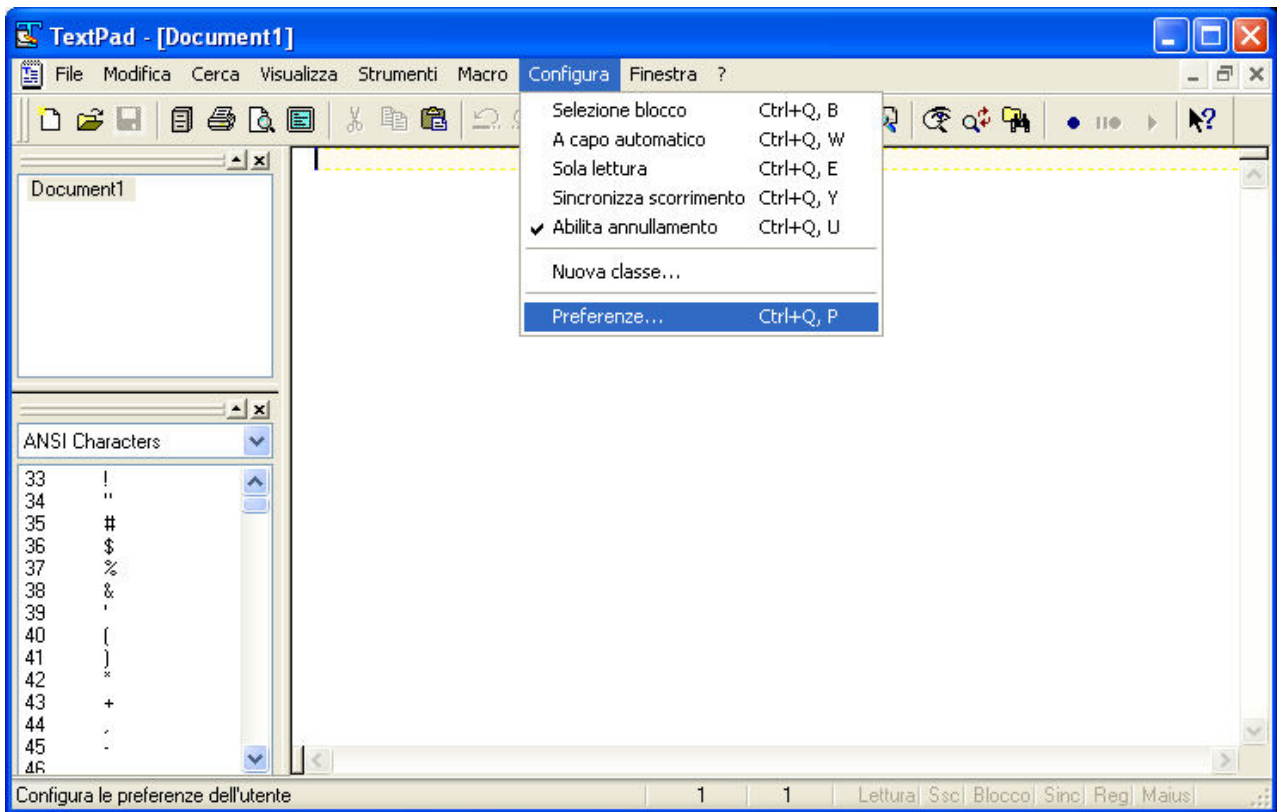 TextPad - [Document1]
File Modifica Cerca Visualizza Strumenti Macro Configura Finestra ?
Selezione blocco Ctrl+Q, B
A capo automatico Ctrl+Q, W
Sola lettura Ctrl+Q, E
Sincronizza scorrimento Ctrl+Q, Y
Abilita annullamento Ctrl+Q, U
Nuova classe...
Preferenze... Ctrl+Q, P
Document1
ANSI Characters
33 !
34 "
35 #
36 $
37 %
38 &
39 '
40 (
41 )
42 *
43 +
44 ,
45 -
46
Configura le preferenze dell'utente 1 1 Lettura Ssc Blocco Sinc Reg Maius